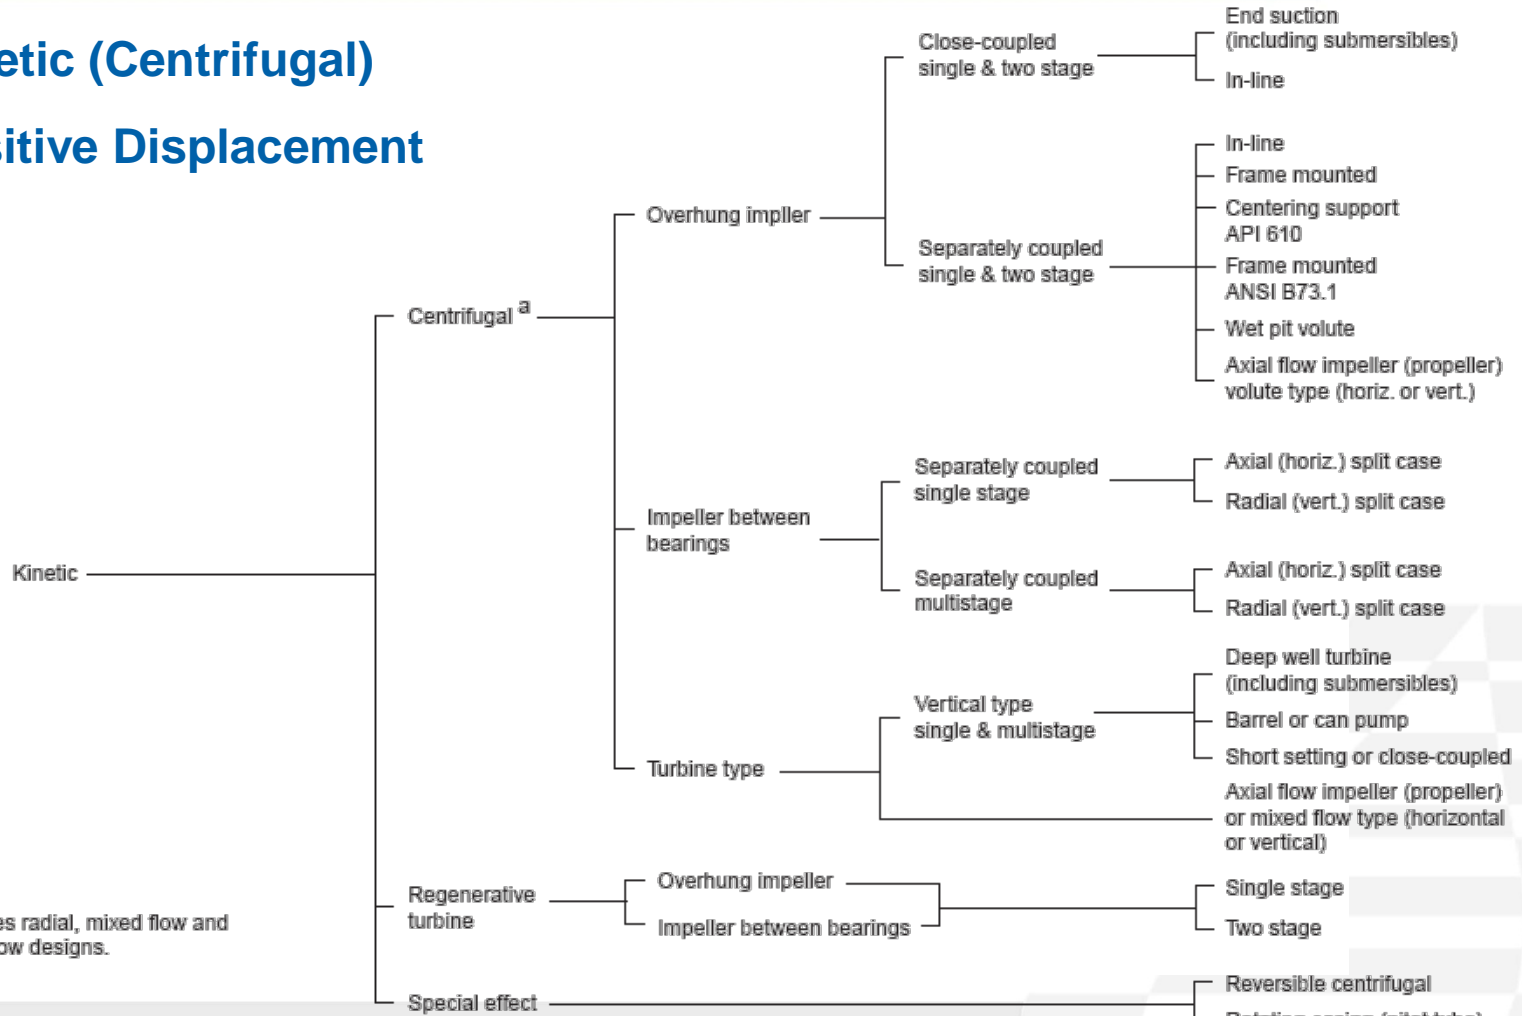 etic (Centrifugal)
sitive Displacement
Kinetic
Centrifugal a
Overhung impller
Close-coupled
single & two stage
End suction
(including submersibles)
In-line
Separately coupled
single & two stage
In-line
Frame mounted
Centering support
API 610
Frame mounted
ANSI B73.1
Wet pit volute
Axial flow impeller (propeller)
volute type (horiz. or vert.)
Impeller between
bearings
Separately coupled
single stage
Axial (horiz.) split case
Radial (vert.) split case
Separately coupled
multistage
Axial (horiz.) split case
Radial (vert.) split case
Turbine type
Vertical type
single & multistage
Deep well turbine
(including submersibles)
Barrel or can pump
Short setting or close-coupled
Axial flow impeller (propeller)
or mixed flow type (horizontal
or vertical)
Regenerative
turbine
Overhung impeller
Impeller between bearings
Single stage
Two stage
es radial, mixed flow and
ow designs.
Special effect
Reversible centrifugal